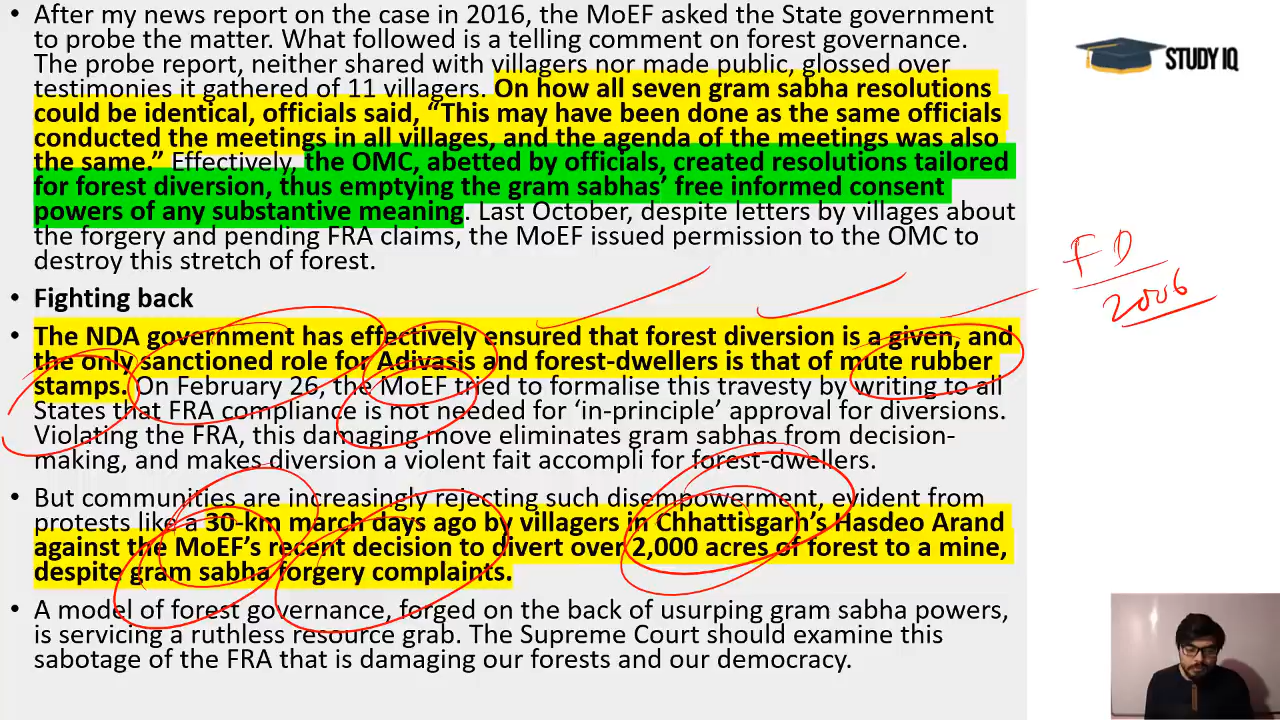 • After my news report on the case in 2016, the MoEF asked the State government
to probe the matter. What followed is a telling comment on forest governance.
The probe report, neither shared with villagers nor made public, glossed over
testimonies it gathered of 11 villagers. On how all seven gram sabha resolutions
could be identical, officials said, “This may have been done as the same officials
conducted the meetings in all villages, and the agenda of the meetings was also
the same.” Effectively, the OMC, abetted by officials, created resolutions tailored
for forest diversion, thus emptying the gram sabhas’ free informed consent
powers of any substantive meaning. Last October, despite letters by villages about
the forgery and pending FRA claims, the MoEF issued permission to the OMC to
destroy this stretch of forest.
• Fighting back
• The NDA government has effectively ensured that forest diversion is a given, and
the only sanctioned role for Adivasis and forest-dwellers is that of mute rubber
stamps. On February 26, the MoEF tried to formalise this travesty by writing to all
States that FRA compliance is not needed for ‘in-principle’ approval for diversions.
Violating the FRA, this damaging move eliminates gram sabhas from decision-
making, and makes diversion a violent fait accompli for forest-dwellers.
• But communities are increasingly rejecting such disempowerment, evident from
protests like a 30-km march days ago by villagers in Chhattisgarh’s Hasdeo Arand
against the MoEF’s recent decision to divert over 2,000 acres of forest to a mine,
despite gram sabha forgery complaints.
• A model of forest governance, forged on the back of usurping gram sabha powers,
is servicing a ruthless resource grab. The Supreme Court should examine this
sabotage of the FRA that is damaging our forests and our democracy.
STUDY IQ
FD
2006